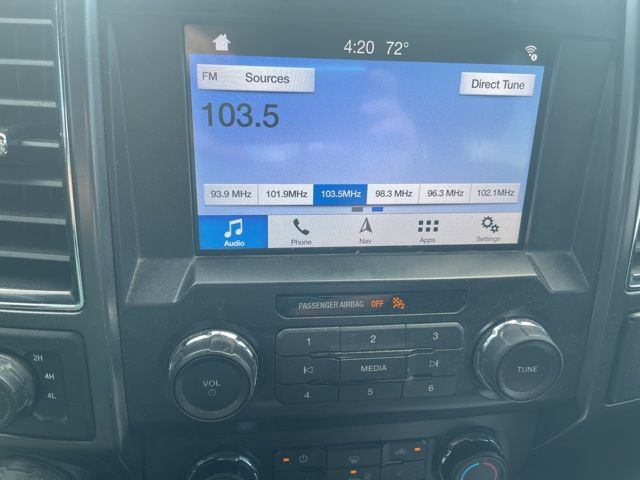 4:20 72°
FM Sources
Direct Tune
103.5
93.9 MHz 101.9MHz 103.5MHz 98.3 MHz 96.3 MHz 102.1MHz
Audio Phone Nav Apps Settings
PASSENGER AIRBAG OFF
1 2 3
VOL MEDIA TUNE
4 5 6
2H
4H
4L